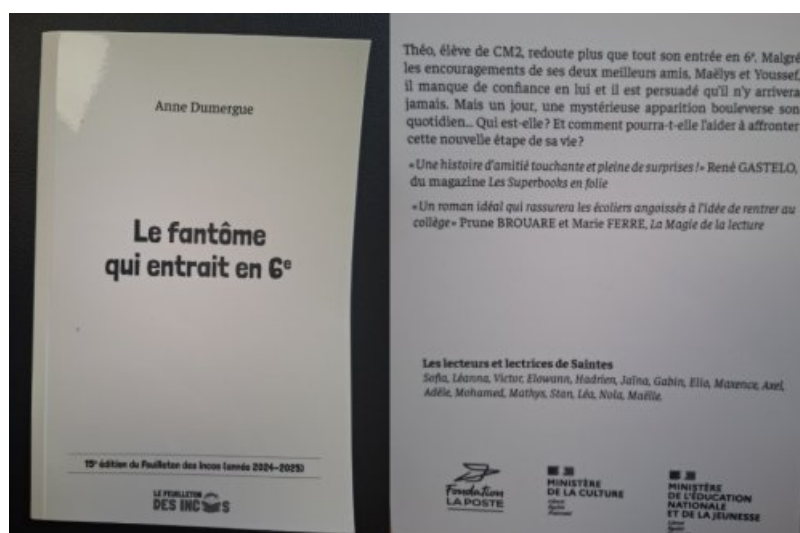 Anne Dumergue
Le fantôme
qui entrait en 6e
15e édition du Feuilleton des Incos (année 2024-2025)
LE FEUILLETON
DES INCOS
Théo, élève de CM2, redoute plus que tout son entrée en 6e. Malgré
les encouragements de ses deux meilleurs amis, Maëlys et Youssef,
il manque de confiance en lui et il est persuadé qu'il n'y arrivera
jamais. Mais un jour, une mystérieuse apparition bouleverse son
quotidien... Qui est-elle ? Et comment pourra-t-elle l'aider à affronter
cette nouvelle étape de sa vie ?
«Une histoire d'amitié touchante et pleine de surprises !» René GASTELO,
du magazine Les Superbooks en folie
«Un roman idéal qui rassurera les écoliers angoissés à l'idée de rentrer au
collège» Prune BROUARE et Marie FERRE, La Magie de la lecture
Les lecteurs et lectrices de Saintes
Sofia, Léanna, Victor, Elowann, Hadrien, Jaïna, Gabin, Elio, Maxence, Axel,
Adèle, Mohamed, Mathys, Stan, Léa, Nola, Maëlle.
Fondation
LA POSTE
MINISTÈRE
DE LA CULTURE
Liberté
Égalité
Fraternité
MINISTÈRE
DE L'ÉDUCATION
NATIONALE
ET DE LA JEUNESSE
Liberté
Égalité